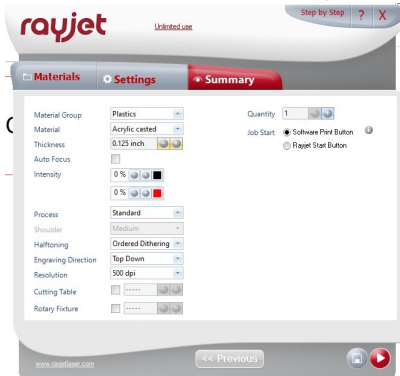 rayjet
Unlimited use
Step by Step ? X
Materials
Settings
Summary
Material Group Plastics
Material Acrylic casted
Thickness 0.125 inch
Auto Focus
Intensity 0 %
0 %
Process Standard
Shoulder Medium
Halftoning Ordered Dithering
Engraving Direction Top Down
Resolution 500 dpi
Cutting Table -----
Rotary Fixture -----
Quantity 1
Job Start Software Print Button
Rayjet Start Button
www.rayjetlaser.com
<< Previous